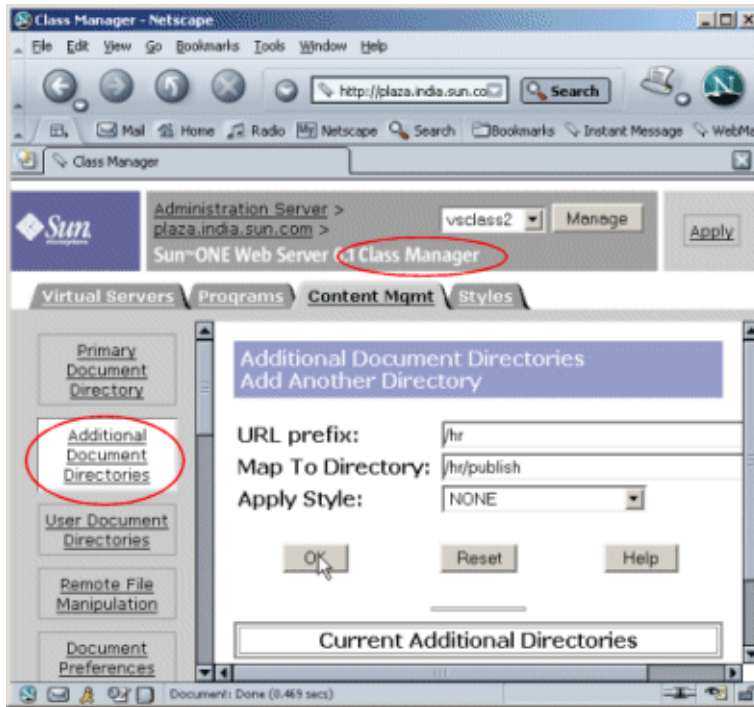 Class Manager - Netscape
File Edit View Go Bookmarks Tools Window Help
http://plaza.india.sun.co
Search
N
Mail Home Radio My Netscape Search Bookmarks Instant Message WebMa
Class Manager
Sun
Administration Server >
plaza.india.sun.com >
Sun ONE Web Server 6.1 Class Manager
vsclass2
Manage
Apply
Virtual Servers Programs Content Mgmt Styles
Primary
Document
Directory
Additional
Document
Directories
User Document
Directories
Remote File
Manipulation
Document
Preferences
Additional Document Directories
Add Another Directory
URL prefix: /hr
Map To Directory: /hr/publish
Apply Style: NONE
OK Reset Help
Current Additional Directories
Document: Done (0.469 secs)